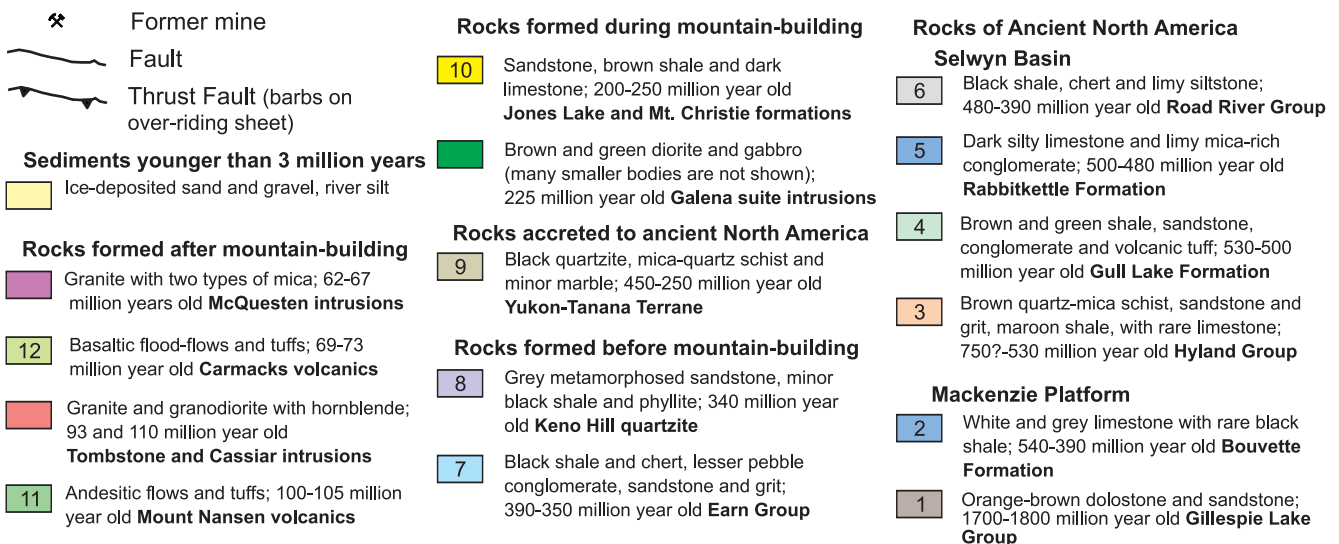 Former mine
Fault
Thrust Fault (barbs on
over-riding sheet)
Sediments younger than 3 million years
Ice-deposited sand and gravel, river silt
Rocks formed after mountain-building
Granite with two types of mica; 62-67
million years old McQuesten intrusions
12
Basaltic flood-flows and tuffs; 69-73
million year old Carmacks volcanics
Granite and granodiorite with hornblende;
93 and 110 million year old
Tombstone and Cassiar intrusions
11
Andesitic flows and tuffs; 100-105 million
year old Mount Nansen volcanics
Rocks formed during mountain-building
10
Sandstone, brown shale and dark
limestone; 200-250 million year old
Jones Lake and Mt. Christie formations
Brown and green diorite and gabbro
(many smaller bodies are not shown);
225 million year old Galena suite intrusions
Rocks accreted to ancient North America
9
Black quartzite, mica-quartz schist and
minor marble; 450-250 million year old
Yukon-Tanana Terrane
Rocks formed before mountain-building
8
Grey metamorphosed sandstone, minor
black shale and phyllite; 340 million year
old Keno Hill quartzite
7
Black shale and chert, lesser pebble
conglomerate, sandstone and grit;
390-350 million year old Earn Group
Rocks of Ancient North America
Selwyn Basin
6
Black shale, chert and limy siltstone;
480-390 million year old Road River Group
5
Dark silty limestone and limy mica-rich
conglomerate; 500-480 million year old
Rabbitkettle Formation
4
Brown and green shale, sandstone,
conglomerate and volcanic tuff; 530-500
million year old Gull Lake Formation
3
Brown quartz-mica schist, sandstone and
grit, maroon shale, with rare limestone;
750?-530 million year old Hyland Group
Mackenzie Platform
2
White and grey limestone with rare black
shale; 540-390 million year old Bouvette
Formation
1
Orange-brown dolostone and sandstone;
1700-1800 million year old Gillespie Lake
Group